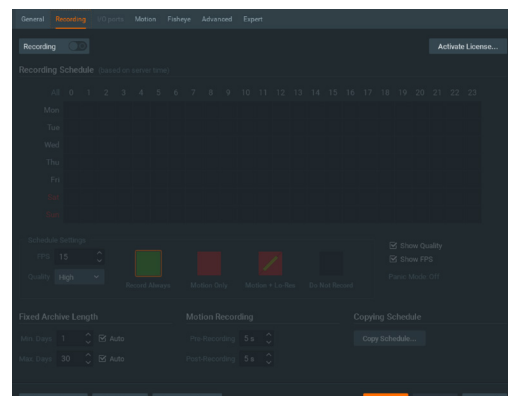 General Recording I/O ports Motion Fisheye Advanced Expert
Recording
Activate License...
Recording Schedule (based on server time)
All 0 1 2 3 4 5 6 7 8 9 10 11 12 13 14 15 16 17 18 19 20 21 22 23
Mon
Tue
Wed
Thu
Fri
Sat
Sun
Schedule Settings
FPS 15
Quality High
Record Always
Motion Only
Motion + Lo-Res
Do Not Record
Show Quality
Show FPS
Panic Mode: Off
Fixed Archive Length
Min. Days 1 Auto
Max. Days 30 Auto
Motion Recording
Pre-Recording 5 s
Post-Recording 5 s
Copying Schedule
Copy Schedule...